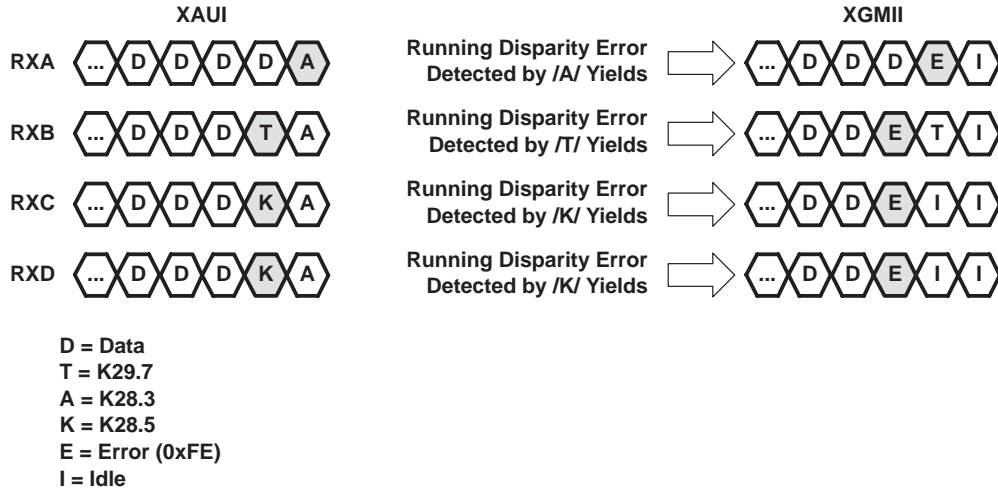 XAUI XGMII
RXA ... D D D D A Running Disparity Error Detected by /A/ Yields ... D D D E I
RXB ... D D D T A Running Disparity Error Detected by /T/ Yields ... D D E T I
RXC ... D D D K A Running Disparity Error Detected by /K/ Yields ... D D E I I
RXD ... D D D K A Running Disparity Error Detected by /K/ Yields ... D D E I I
D = Data
T = K29.7
A = K28.3
K = K28.5
E = Error (0xFE)
I = Idle